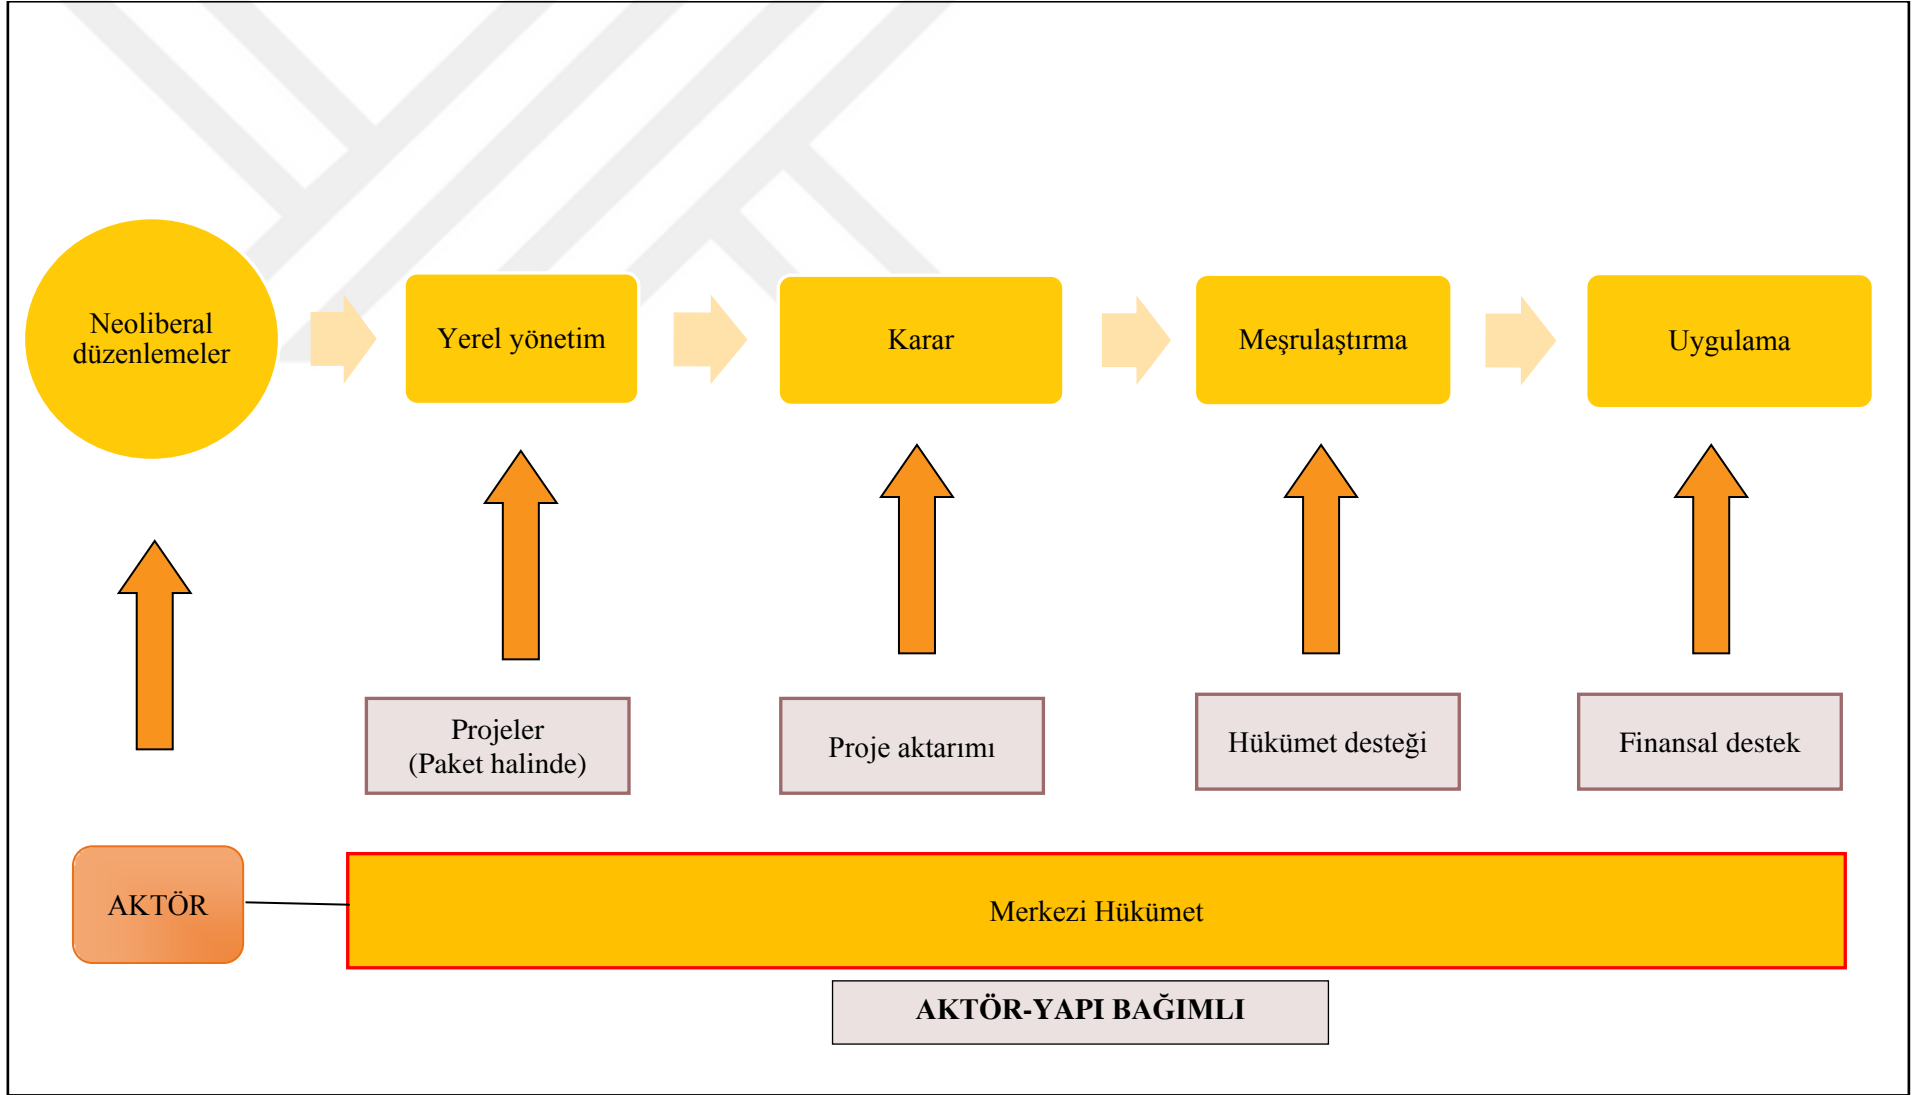 Neoliberal
düzenlemeler
Yerel yönetim
Karar
Meşrulaştırma
Uygulama
Projeler
(Paket halinde)
Proje aktarımı
Hükümet desteği
Finansal destek
AKTÖR
Merkezi Hükümet
AKTÖR-YAPI BAĞIMLI